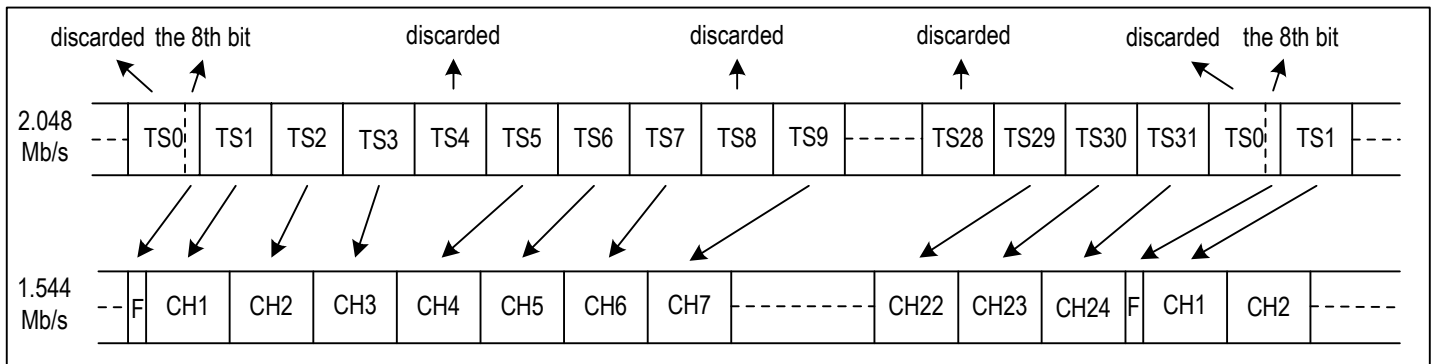 discarded the 8th bit discarded discarded discarded discarded the 8th bit
2.048 Mb/s
TS0 TS1 TS2 TS3 TS4 TS5 TS6 TS7 TS8 TS9 TS28 TS29 TS30 TS31 TS0 TS1
1.544 Mb/s
F CH1 CH2 CH3 CH4 CH5 CH6 CH7 CH22 CH23 CH24 F CH1 CH2